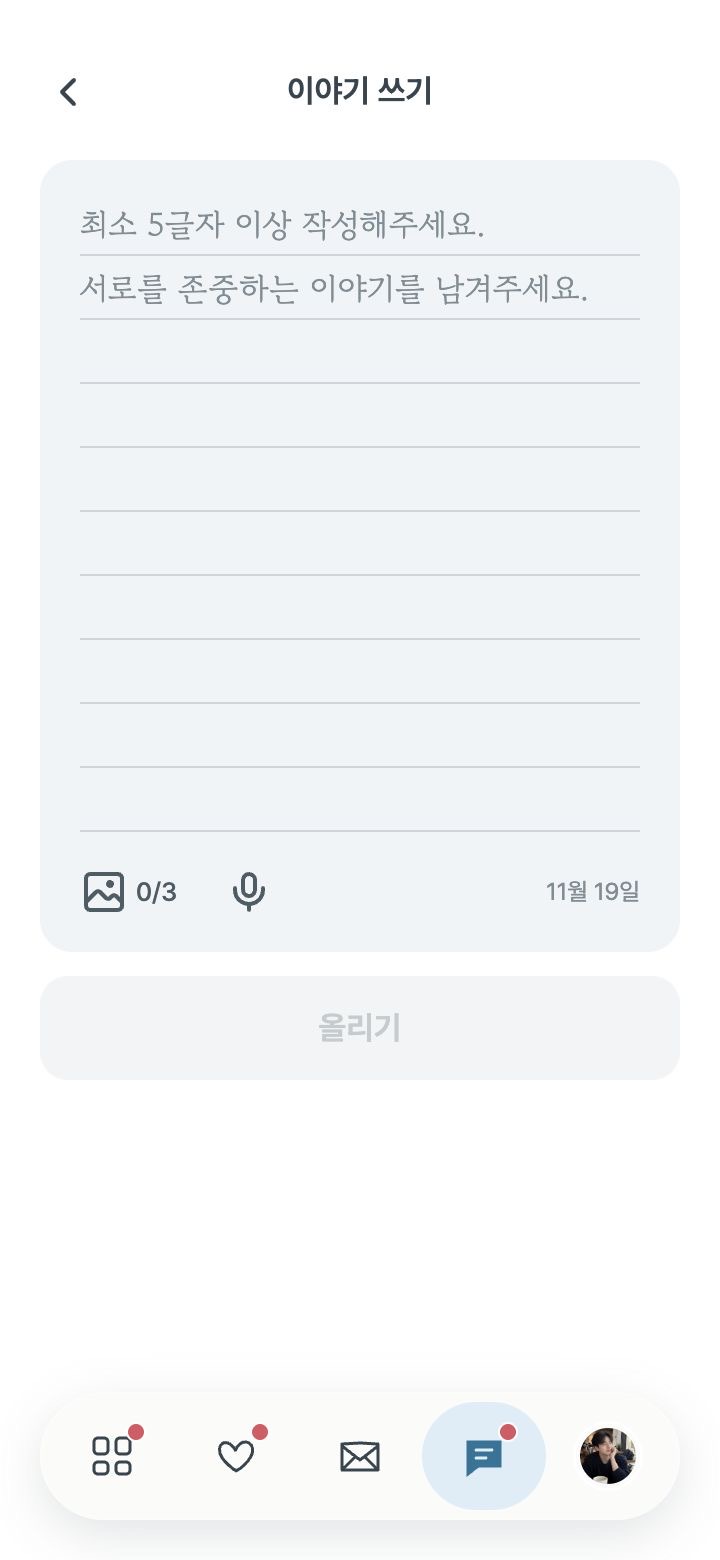 이야기 쓰기
최소 5글자 이상 작성해주세요.
서로를 존중하는 이야기를 남겨주세요.
0/3
11월 19일
올리기